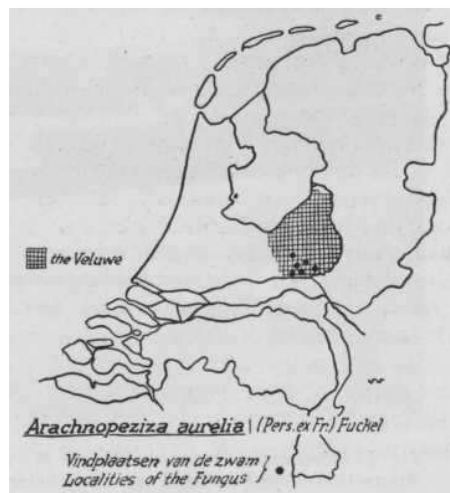 the Veluwe
Arachnopeziza aurelia (Pers. ex Fr.) Fuckel
Vindplaatsen van de zwam
Localities of the Fungus